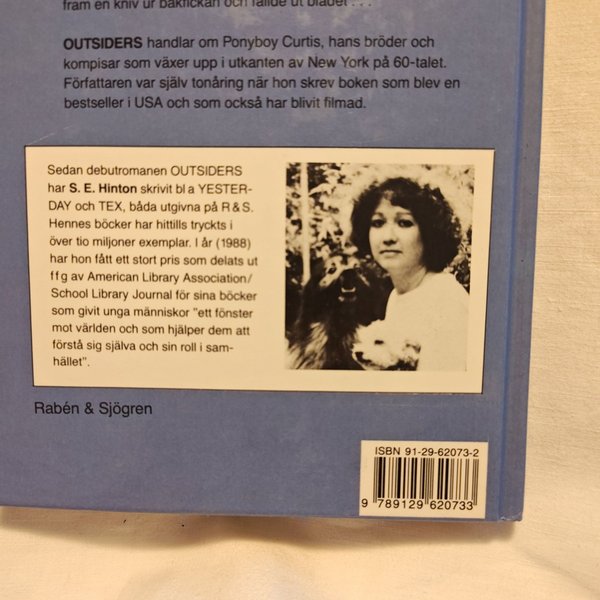 fram en kniv ur bakfickan och fällde ut bladet . . .
OUTSIDERS handlar om Ponyboy Curtis, hans bröder och
kompisar som växer upp i utkanten av New York på 60-talet.
Författaren var själv tonåring när hon skrev boken som blev en
bestseller i USA och som också har blivit filmad.
Sedan debutromanen OUTSIDERS
har S. E. Hinton skrivit bl a YESTER-
DAY och TEX, båda utgivna på R & S.
Hennes böcker har hittills tryckts i
över tio miljoner exemplar. I år (1988)
har hon fått ett stort pris som delats ut
f f g av American Library Association/
School Library Journal för sina böcker
som givit unga människor "ett fönster
mot världen och som hjälper dem att
förstå sig själva och sin roll i sam-
hället".
Rabén & Sjögren
ISBN 91-29-62073-2
9 789129 620733